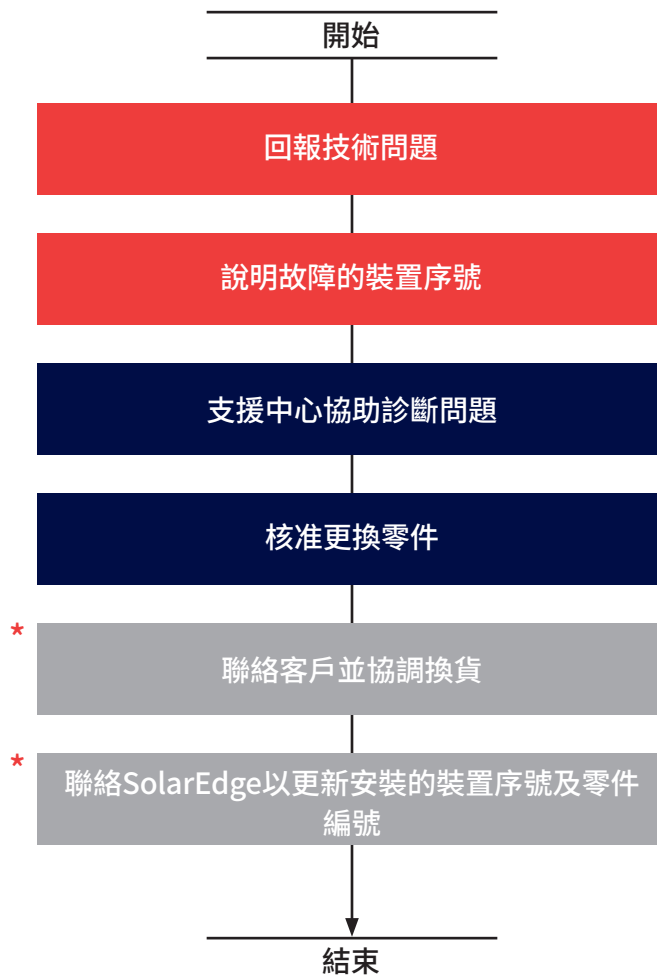 開始
回報技術問題
說明故障的裝置序號
支援中心協助診斷問題
核准更換零件
*
聯絡客戶並協調換貨
*
聯絡SolarEdge以更新安裝的裝置序號及零件
編號
結束